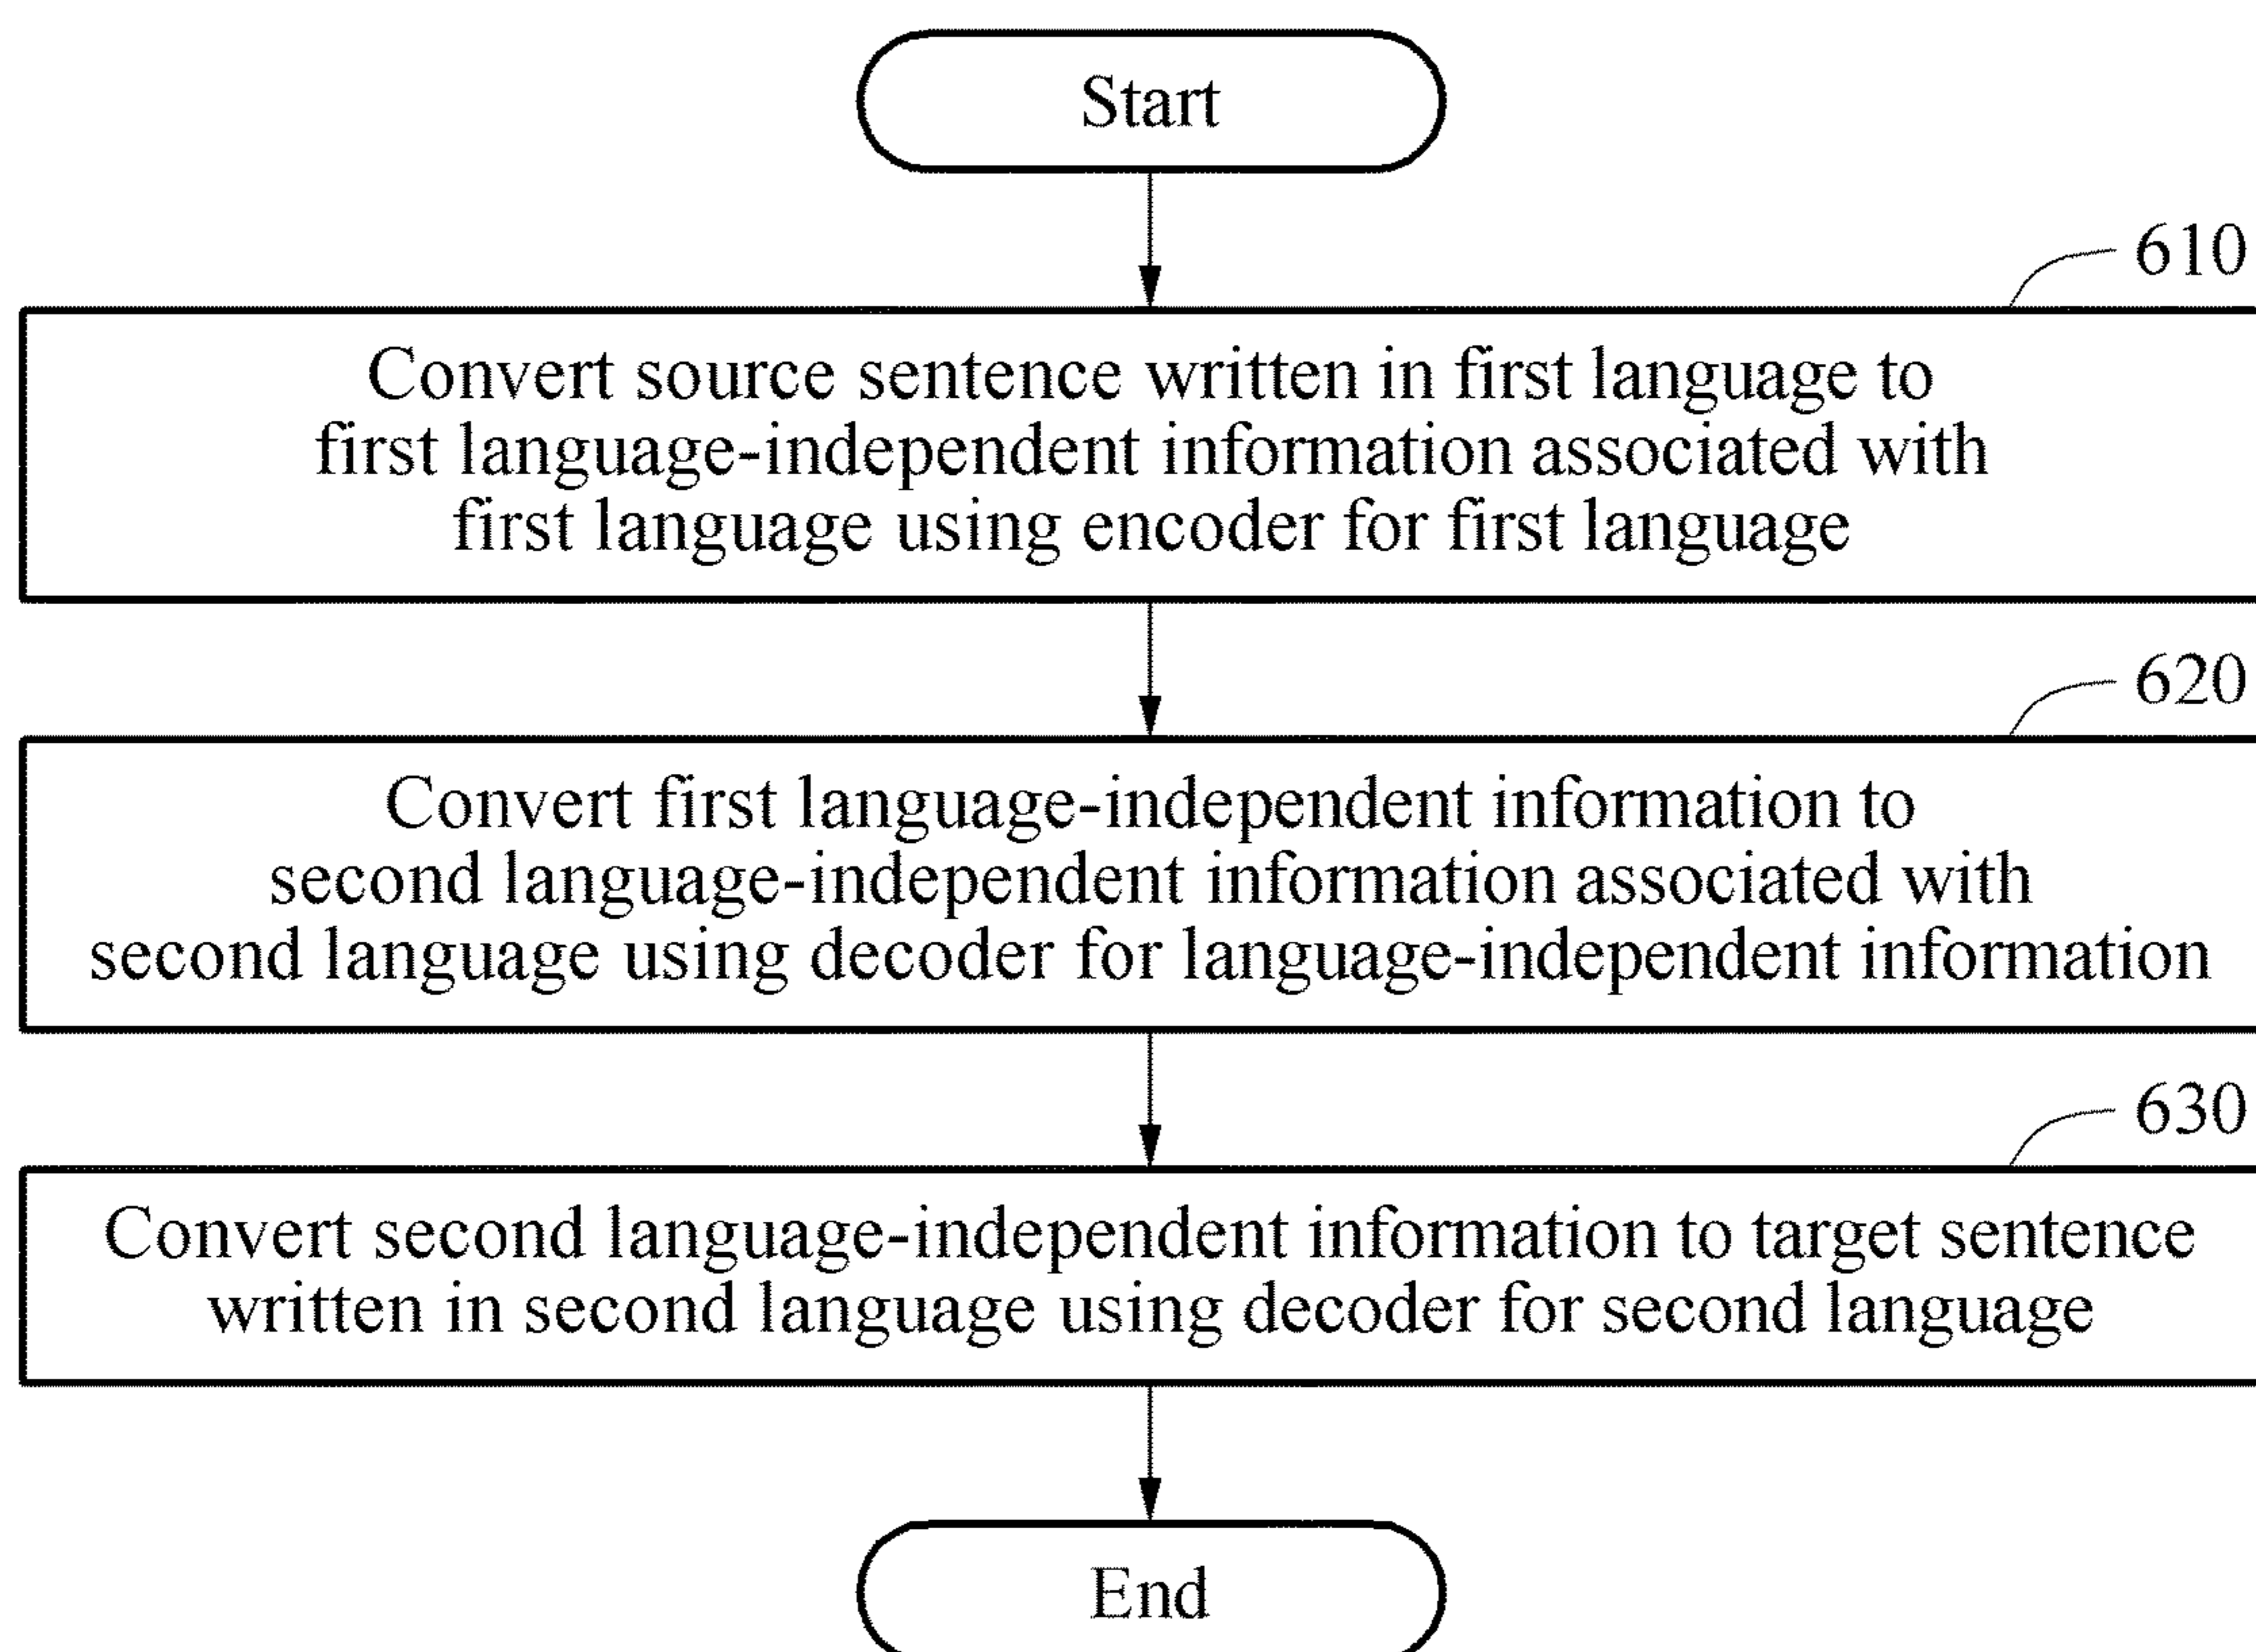 Start
610
Convert source sentence written in first language to
first language-independent information associated with
first language using encoder for first language
620
Convert first language-independent information to
second language-independent information associated with
second language using decoder for language-independent information
630
Convert second language-independent information to target sentence
written in second language using decoder for second language
End